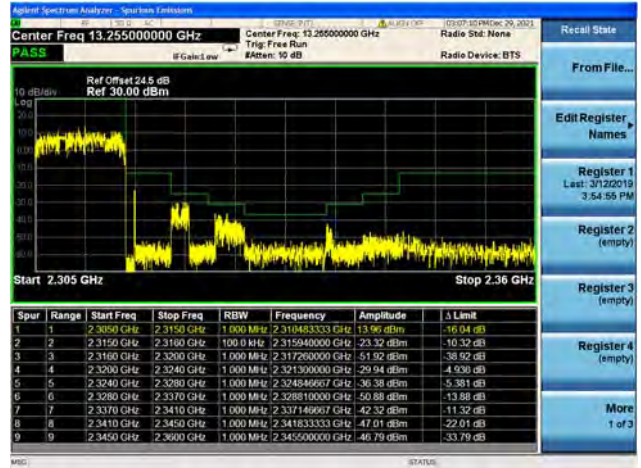 Agilent Spectrum Analyzer - Spurious Emissions
RF 50 Ω AC SENSE:INT ALIGN OFF 03:07:10 PM Dec 29, 2021
Center Freq 13.255000000 GHz Center Freq: 13.255000000 GHz Radio Std: None
Trig: Free Run
PASS IFGain:Low #Atten: 10 dB Radio Device: BTS
Ref Offset 24.5 dB
10 dB/div Ref 30.00 dBm
Log
20.0
10.0
0.00
Start 2.305 GHz Stop 2.36 GHz
Spur Range Start Freq Stop Freq RBW Frequency Amplitude Δ Limit
1 1 2.3050 GHz 2.3150 GHz 1.000 MHz 2.310483333 GHz 13.96 dBm -16.04 dB
2 2 2.3150 GHz 2.3160 GHz 100.0 kHz 2.315940000 GHz -23.32 dBm -10.32 dB
3 3 2.3160 GHz 2.3200 GHz 1.000 MHz 2.317260000 GHz -51.92 dBm -38.92 dB
4 4 2.3200 GHz 2.3240 GHz 1.000 MHz 2.321300000 GHz -29.94 dBm -4.936 dB
5 5 2.3240 GHz 2.3280 GHz 1.000 MHz 2.324846667 GHz -36.38 dBm -5.381 dB
6 6 2.3280 GHz 2.3370 GHz 1.000 MHz 2.328810000 GHz -50.88 dBm -13.88 dB
7 7 2.3370 GHz 2.3410 GHz 1.000 MHz 2.337146667 GHz -42.32 dBm -11.32 dB
8 8 2.3410 GHz 2.3450 GHz 1.000 MHz 2.341833333 GHz -47.01 dBm -22.01 dB
9 9 2.3450 GHz 2.3600 GHz 1.000 MHz 2.345500000 GHz -46.79 dBm -33.79 dB
MSG STATUS
Recall State
From File...
Edit Register
Names
Register 1
Last: 3/12/2019
3:54:55 PM
Register 2
(empty)
Register 3
(empty)
Register 4
(empty)
More
1 of 3